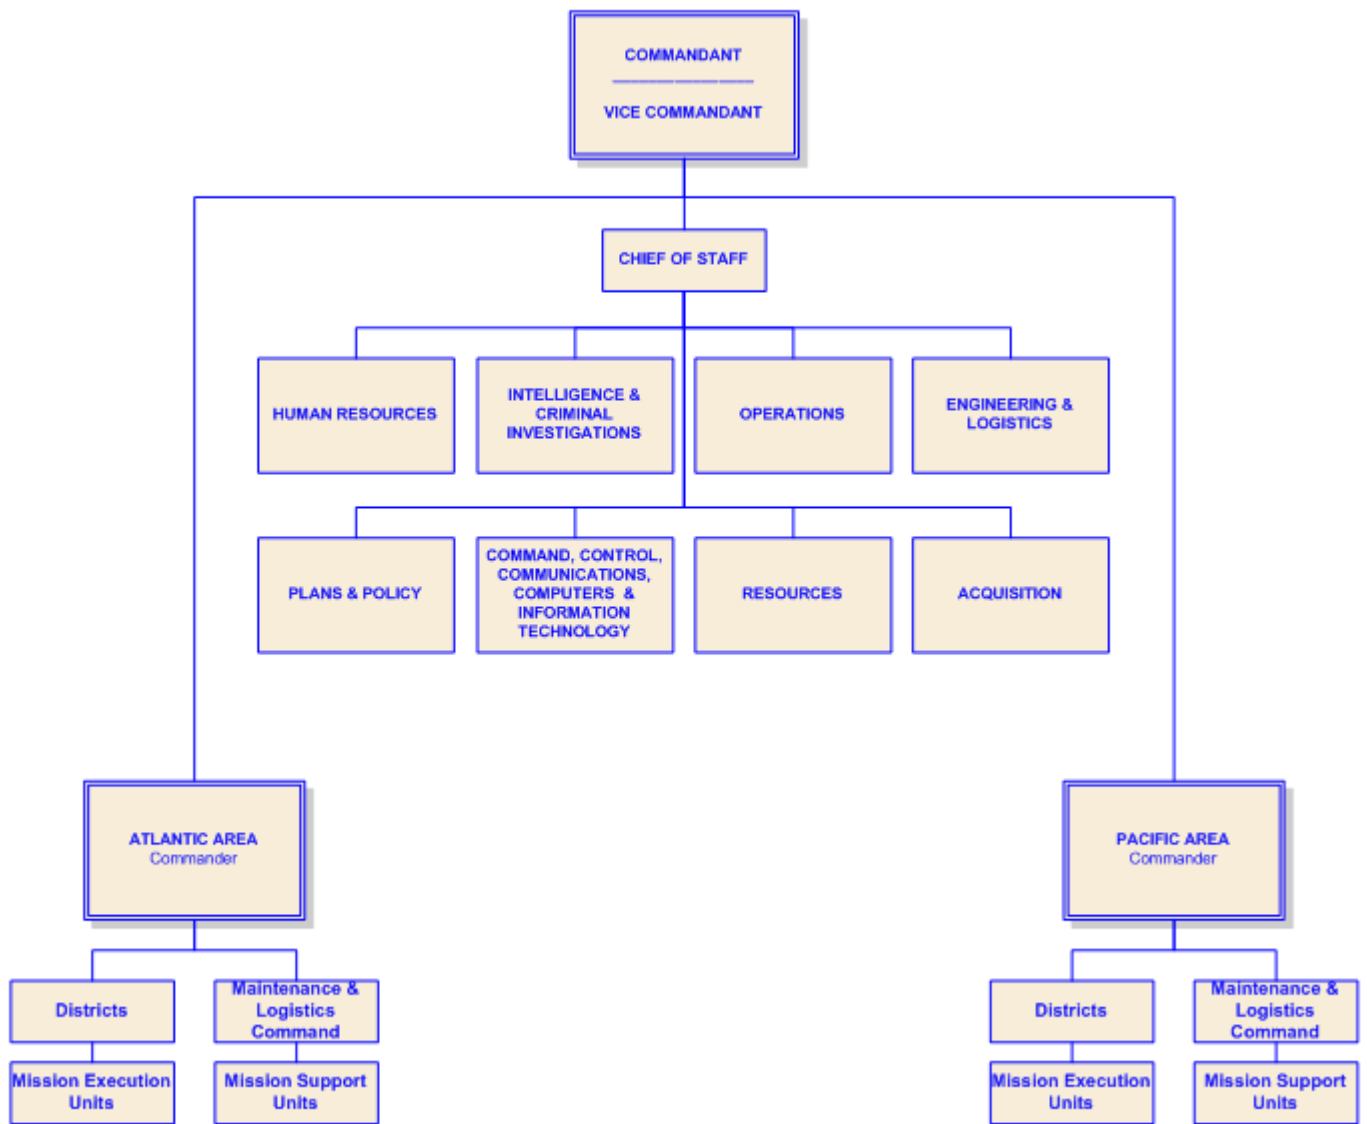 COMMANDANT
VICE COMMANDANT
CHIEF OF STAFF
HUMAN RESOURCES
INTELLIGENCE &
CRIMINAL
INVESTIGATIONS
OPERATIONS
ENGINEERING &
LOGISTICS
PLANS & POLICY
COMMAND, CONTROL,
COMMUNICATIONS,
COMPUTERS &
INFORMATION
TECHNOLOGY
RESOURCES
ACQUISITION
ATLANTIC AREA
Commander
PACIFIC AREA
Commander
Districts
Maintenance &
Logistics
Command
Districts
Maintenance &
Logistics
Command
Mission Execution
Units
Mission Support
Units
Mission Execution
Units
Mission Support
Units